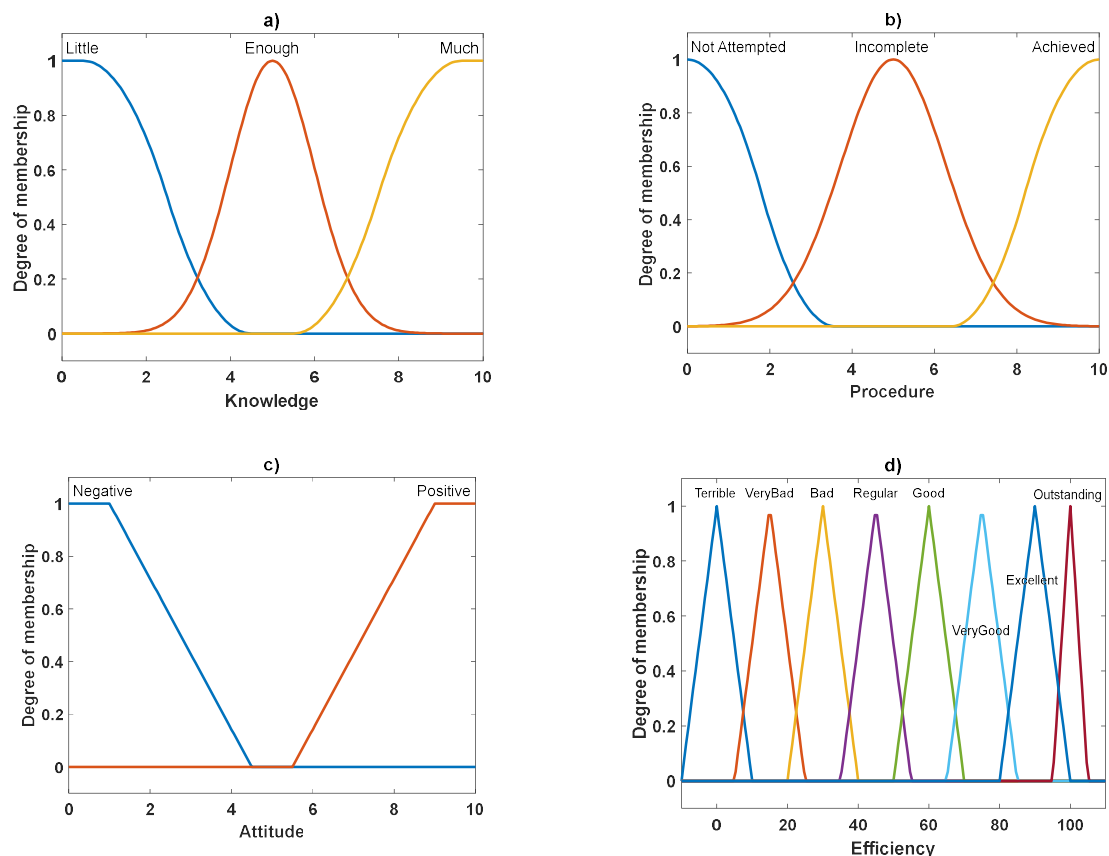 a)
Little Enough Much
1
0.8
0.6
0.4
0.2
0
Degree of membership
0 2 4 6 8 10
Knowledge
b)
Not Attempted Incomplete Achieved
1
0.8
0.6
0.4
0.2
0
Degree of membership
0 2 4 6 8 10
Procedure
c)
Negative Positive
1
0.8
0.6
0.4
0.2
0
Degree of membership
0 2 4 6 8 10
Attitude
d)
Terrible VeryBad Bad Regular Good Outstanding
Excellent
VeryGood
1
0.8
0.6
0.4
0.2
0
Degree of membership
0 20 40 60 80 100
Efficiency